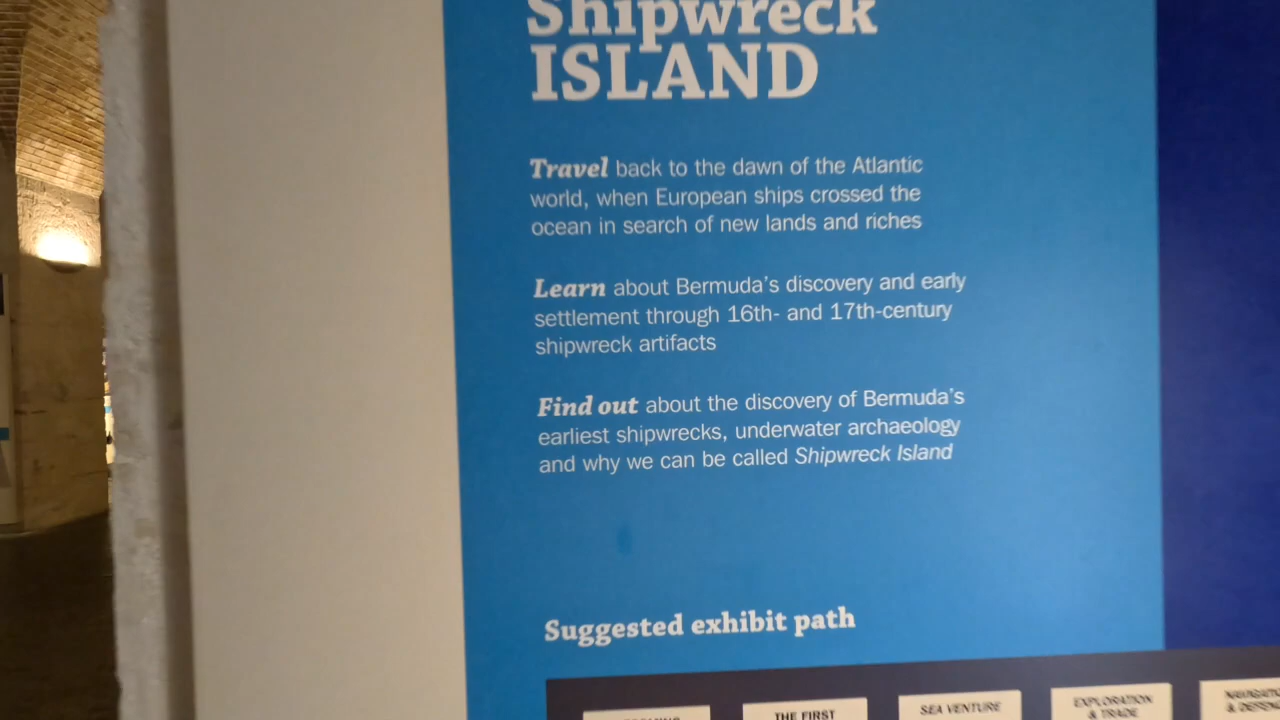 Shipwreck
ISLAND
Travel back to the dawn of the Atlantic
world, when European ships crossed the
ocean in search of new lands and riches
Learn about Bermuda's discovery and early
settlement through 16th- and 17th-century
shipwreck artifacts
Find out about the discovery of Bermuda's
earliest shipwrecks, underwater archaeology
and why we can be called Shipwreck Island
Suggested exhibit path
THE FIRST
SEA VENTURE
EXPLORATION
& TRADE